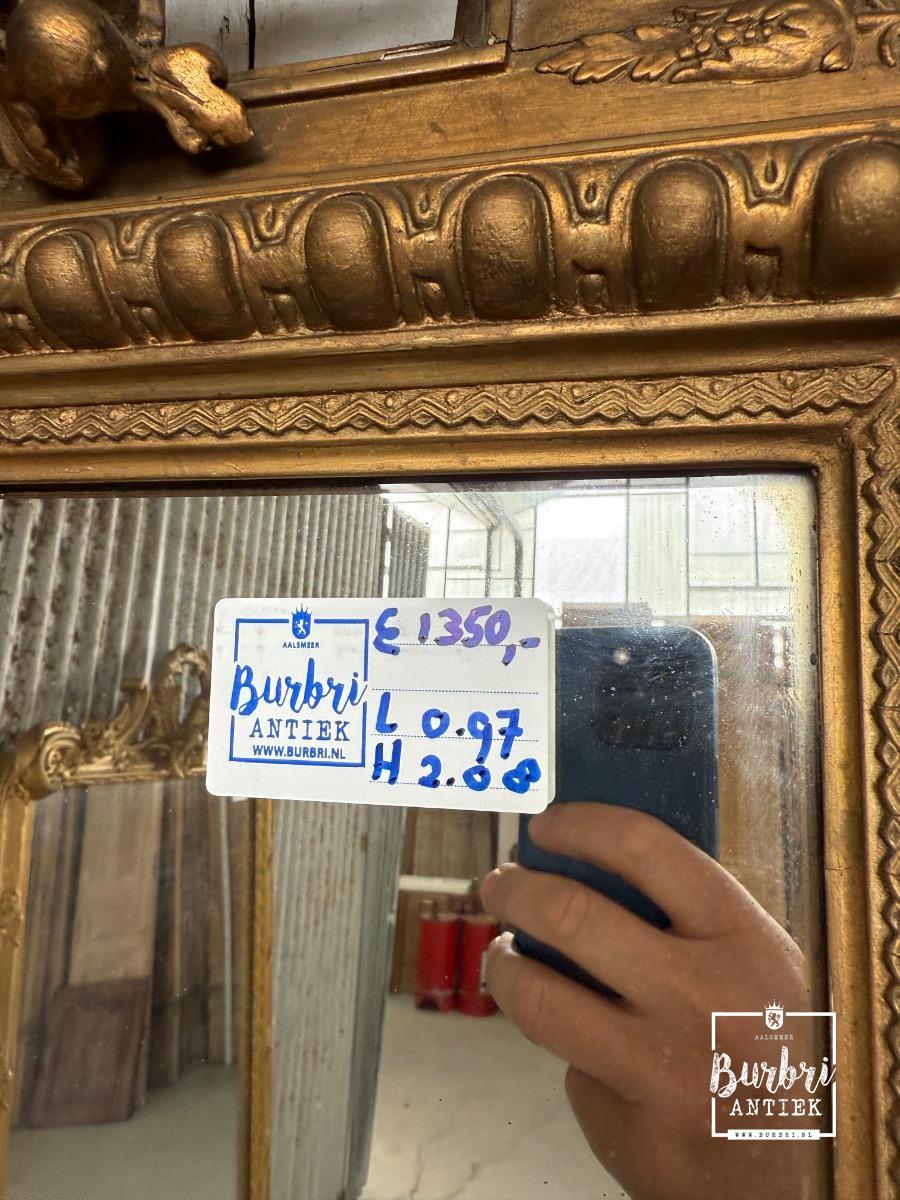 AALSMEER
Burbri
ANTIEK
WWW.BURBRI.NL
€ 1350,-
L 0.97
H 2.08
AALSMEER
Burbri
ANTIEK
WWW.BURBRI.NL